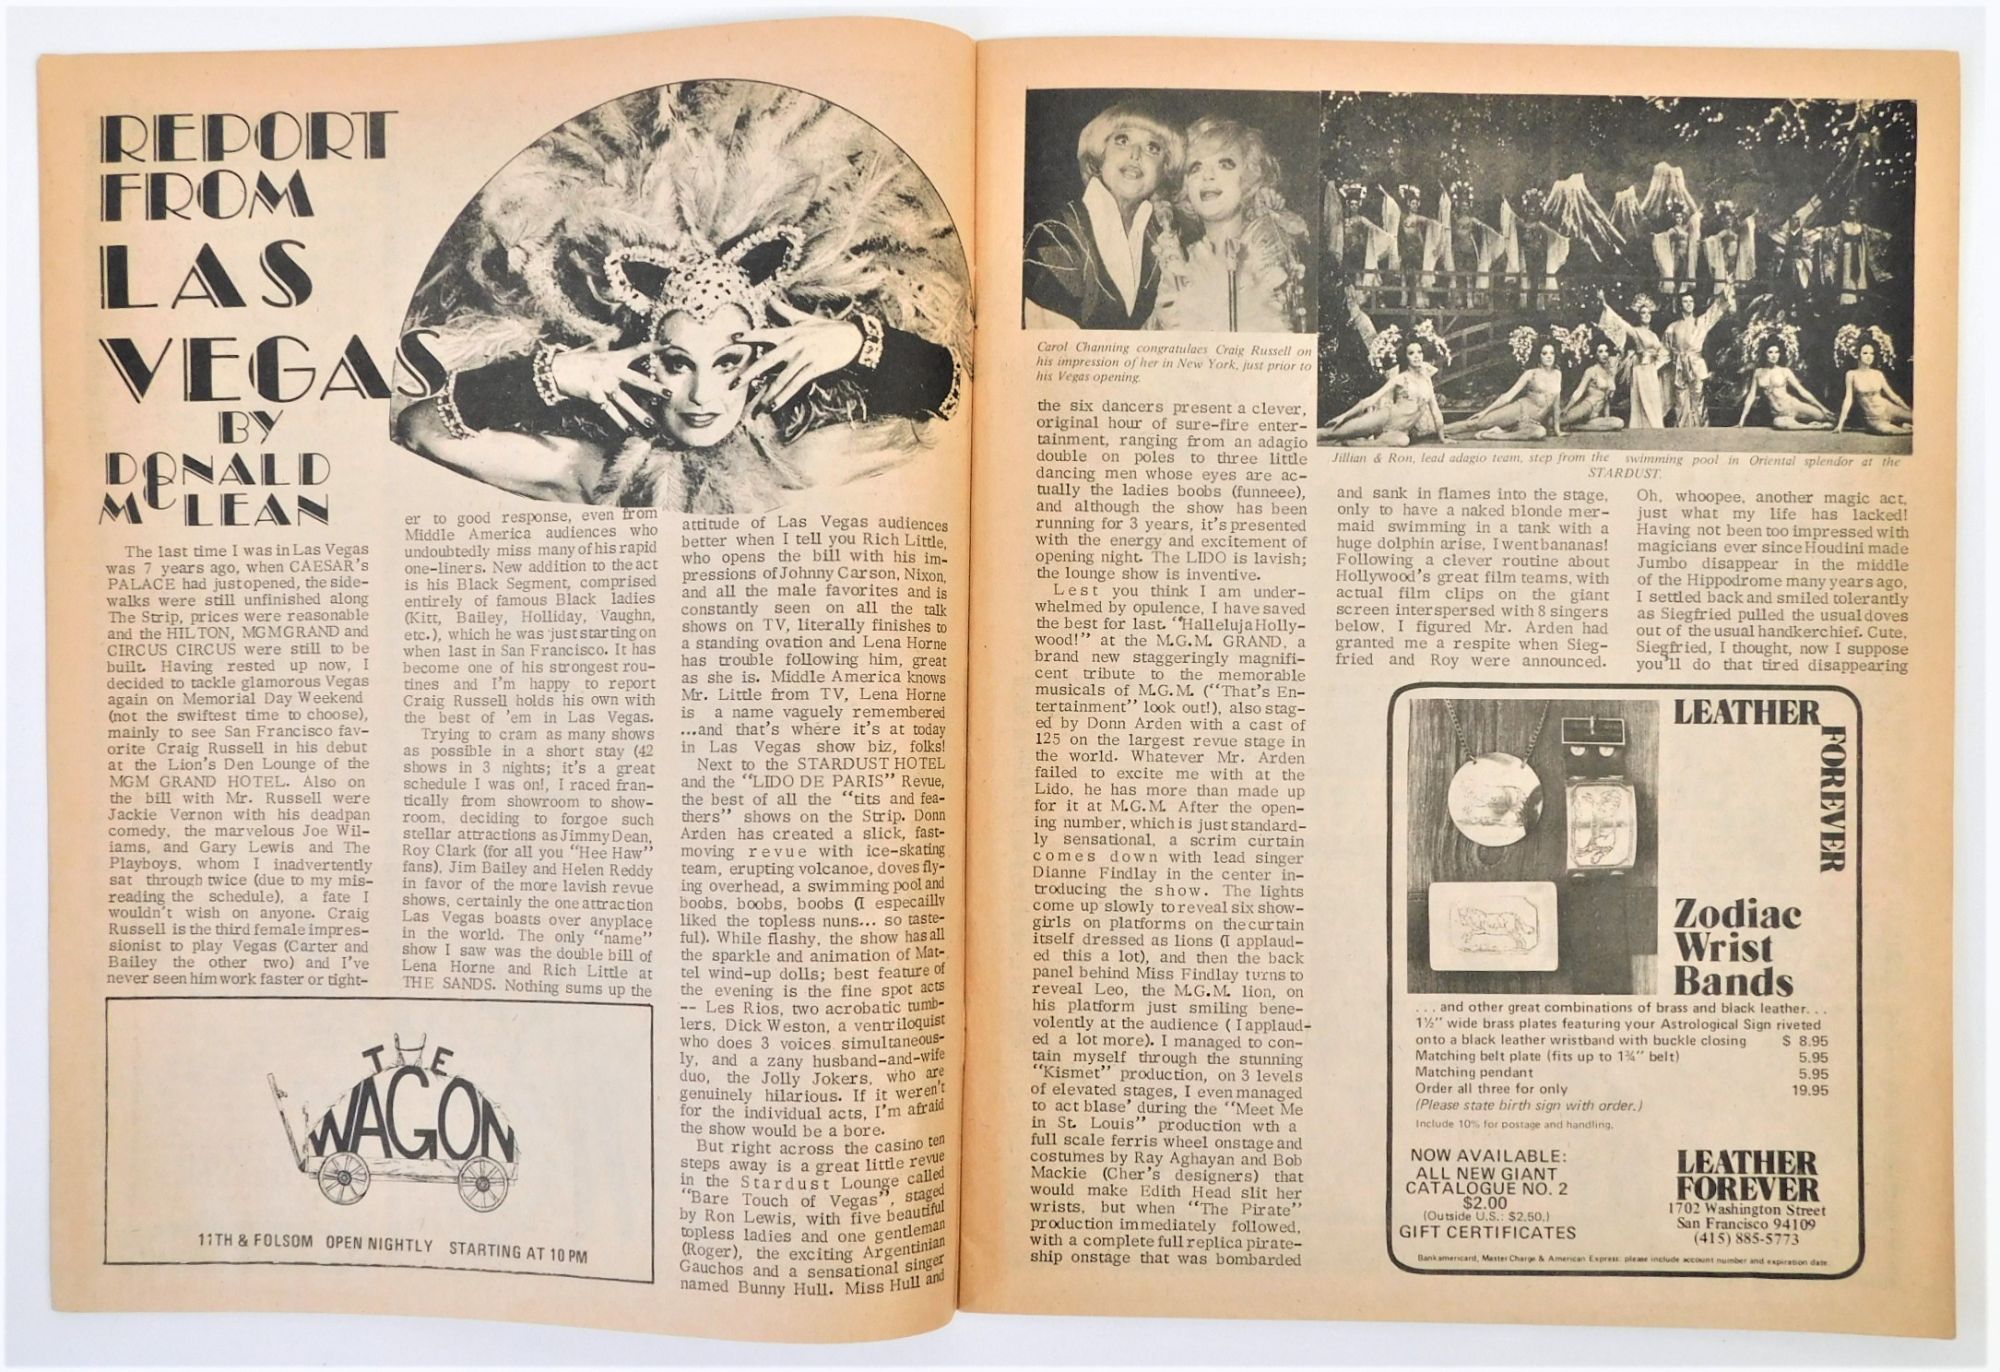 REPORT
FROM
LAS
VEGAS
BY
DONALD
McLEAN
The last time I was in Las Vegas
was 7 years ago, when CAESAR's
PALACE had just opened, the side-
walks were still unfinished along
The Strip, prices were reasonable
and the HILTON, MGMGRAND and
CIRCUS CIRCUS were still to be
built. Having rested up now, I
decided to tackle glamorous Vegas
again on Memorial Day Weekend
(not the swiftest time to choose),
mainly to see San Francisco fav-
orite Craig Russell in his debut
at the Lion's Den Lounge of the
MGM GRAND HOTEL. Also on
the bill with Mr. Russell were
Jackie Vernon with his deadpan
comedy, the marvelous Joe Wil-
iams, and Gary Lewis and The
Playboys, whom I inadvertently
sat through twice (due to my mis-
reading the schedule), a fate I
wouldn't wish on anyone. Craig
Russell is the third female impres-
sionist to play Vegas (Carter and
Bailey the other two) and I've
never seen him work faster or tight-
er to good response, even from
Middle America audiences who
undoubtedly miss many of his rapid
one-liners. New addition to the act
is his Black Segment, comprised
entirely of famous Black ladies
(Kitt, Bailey, Holliday, Vaughn,
etc.), which he was just starting on
when last in San Francisco. It has
become one of his strongest rou-
tines and I'm happy to report
Craig Russell holds his own with
the best of 'em in Las Vegas.
Trying to cram as many shows
as possible in a short stay (42
shows in 3 nights; it's a great
schedule I was on!, I raced fran-
tically from showroom to show-
room, deciding to forgoe such
stellar attractions as Jimmy Dean,
Roy Clark (for all you "Hee Haw"
fans). Jim Bailey and Helen Reddy
in favor of the more lavish revue
shows, certainly the one attraction
Las Vegas boasts over anyplace
in the world. The only "name"
show I saw was the double bill of
Lena Horne and Rich Little at
THE SANDS. Nothing sums up the
attitude of Las Vegas audiences
better when I tell you Rich Little,
who opens the bill with his im-
pressions of Johnny Carson, Nixon,
and all the male favorites and is
constantly seen on all the talk
shows on TV, literally finishes to
a standing ovation and Lena Horne
has trouble following him, great
as she is. Middle America knows
Mr. Little from TV, Lena Horne
is a name vaguely remembered
...and that's where it's at today
in Las Vegas show biz, folks!
Next to the STARDUST HOTEL
and the "LIDO DE PARIS" Revue,
the best of all the "tits and fea-
thers" shows on the Strip. Donn
Arden has created a slick, fast-
moving revue with ice-skating
team, erupting volcanoe, doves fly-
ing overhead, a swimming pool and
boobs, boobs, boobs (I especailly
liked the topless nuns... so taste-
ful). While flashy, the show has all
the sparkle and animation of Mat-
tel wind-up dolls; best feature of
the evening is the fine spot acts
-- Les Rios, two acrobatic tumb-
lers, Dick Weston, a ventriloquist
who does 3 voices simultaneous-
ly, and a zany husband-and-wife
duo, the Jolly Jokers, who are
genuinely hilarious. If it weren't
for the individual acts, I'm afraid
the show would be a bore.
But right across the casino ten
steps away is a great little revue
in the Stardust Lounge called
"Bare Touch of Vegas", staged
by Ron Lewis, with five beautiful
topless ladies and one gentleman
(Roger), the exciting Argentinian
Gauchos and a sensational singer
named Bunny Hull. Miss Hull and
THE
WAGON
11TH & FOLSOM OPEN NIGHTLY STARTING AT 10 PM
Carol Channing congratulaes Craig Russell on
his impression of her in New York, just prior to
his Vegas opening.
Jillian & Ron, lead adagio team, step from the swimming pool in Oriental splendor at the
STARDUST.
the six dancers present a clever,
original hour of sure-fire enter-
tainment, ranging from an adagio
double on poles to three little
dancing men whose eyes are ac-
tually the ladies boobs (funneee),
and although the show has been
running for 3 years, it's presented
with the energy and excitement of
opening night. The LIDO is lavish;
the lounge show is inventive.
Lest you think I am under-
whelmed by opulence, I have saved
the best for last. "Halleluja Holly-
wood!" at the M.G.M. GRAND, a
brand new staggeringly magnifi-
cent tribute to the memorable
musicals of M.G.M. ("That's En-
tertainment" look out!), also stag-
ed by Donn Arden with a cast of
125 on the largest revue stage in
the world. Whatever Mr. Arden
failed to excite me with at the
Lido, he has more than made up
for it at M.G.M. After the open-
ing number, which is just standard-
ly sensational, a scrim curtain
comes down with lead singer
Dianne Findlay in the center in-
troducing the show. The lights
come up slowly to reveal six show-
girls on platforms on the curtain
itself dressed as lions (I applaud-
ed this a lot), and then the back
panel behind Miss Findlay turns to
reveal Leo, the M.G.M. lion, on
his platform just smiling bene-
volently at the audience ( I applaud-
ed a lot more). I managed to con-
tain myself through the stunning
"Kismet" production, on 3 levels
of elevated stages, I even managed
to act blase' during the "Meet Me
in St. Louis" production wth a
full scale ferris wheel onstage and
costumes by Ray Aghayan and Bob
Mackie (Cher's designers) that
would make Edith Head slit her
wrists, but when "The Pirate"
production immediately followed,
with a complete full replica pirate-
ship onstage that was bombarded
and sank in flames into the stage,
only to have a naked blonde mer-
maid swimming in a tank with a
huge dolphin arise, I went bananas!
Following a clever routine about
Hollywood's great film teams, with
actual film clips on the giant
screen interspersed with 8 singers
below, I figured Mr. Arden had
granted me a respite when Sieg-
fried and Roy were announced.
Oh, whoopee, another magic act,
just what my life has lacked!
Having not been too impressed with
magicians ever since Houdini made
Jumbo disappear in the middle
of the Hippodrome many years ago,
I settled back and smiled tolerantly
as Siegfried pulled the usual doves
out of the usual handkerchief. Cute,
Siegfried, I thought, now I suppose
you'll do that tired disappearing
LEATHER
FOREVER
Zodiac
Wrist
Bands
. . . and other great combinations of brass and black leather. . .
1½" wide brass plates featuring your Astrological Sign riveted
onto a black leather wristband with buckle closing $ 8.95
Matching belt plate (fits up to 1¾" belt) 5.95
Matching pendant 5.95
Order all three for only 19.95
(Please state birth sign with order.)
Include 10% for postage and handling.
NOW AVAILABLE:
ALL NEW GIANT
CATALOGUE NO. 2
$2.00
(Outside U.S.: $2.50.)
GIFT CERTIFICATES
LEATHER
FOREVER
1702 Washington Street
San Francisco 94109
(415) 885-5773
Bankamericard, Master Charge & American Express: please include account number and expiration date.